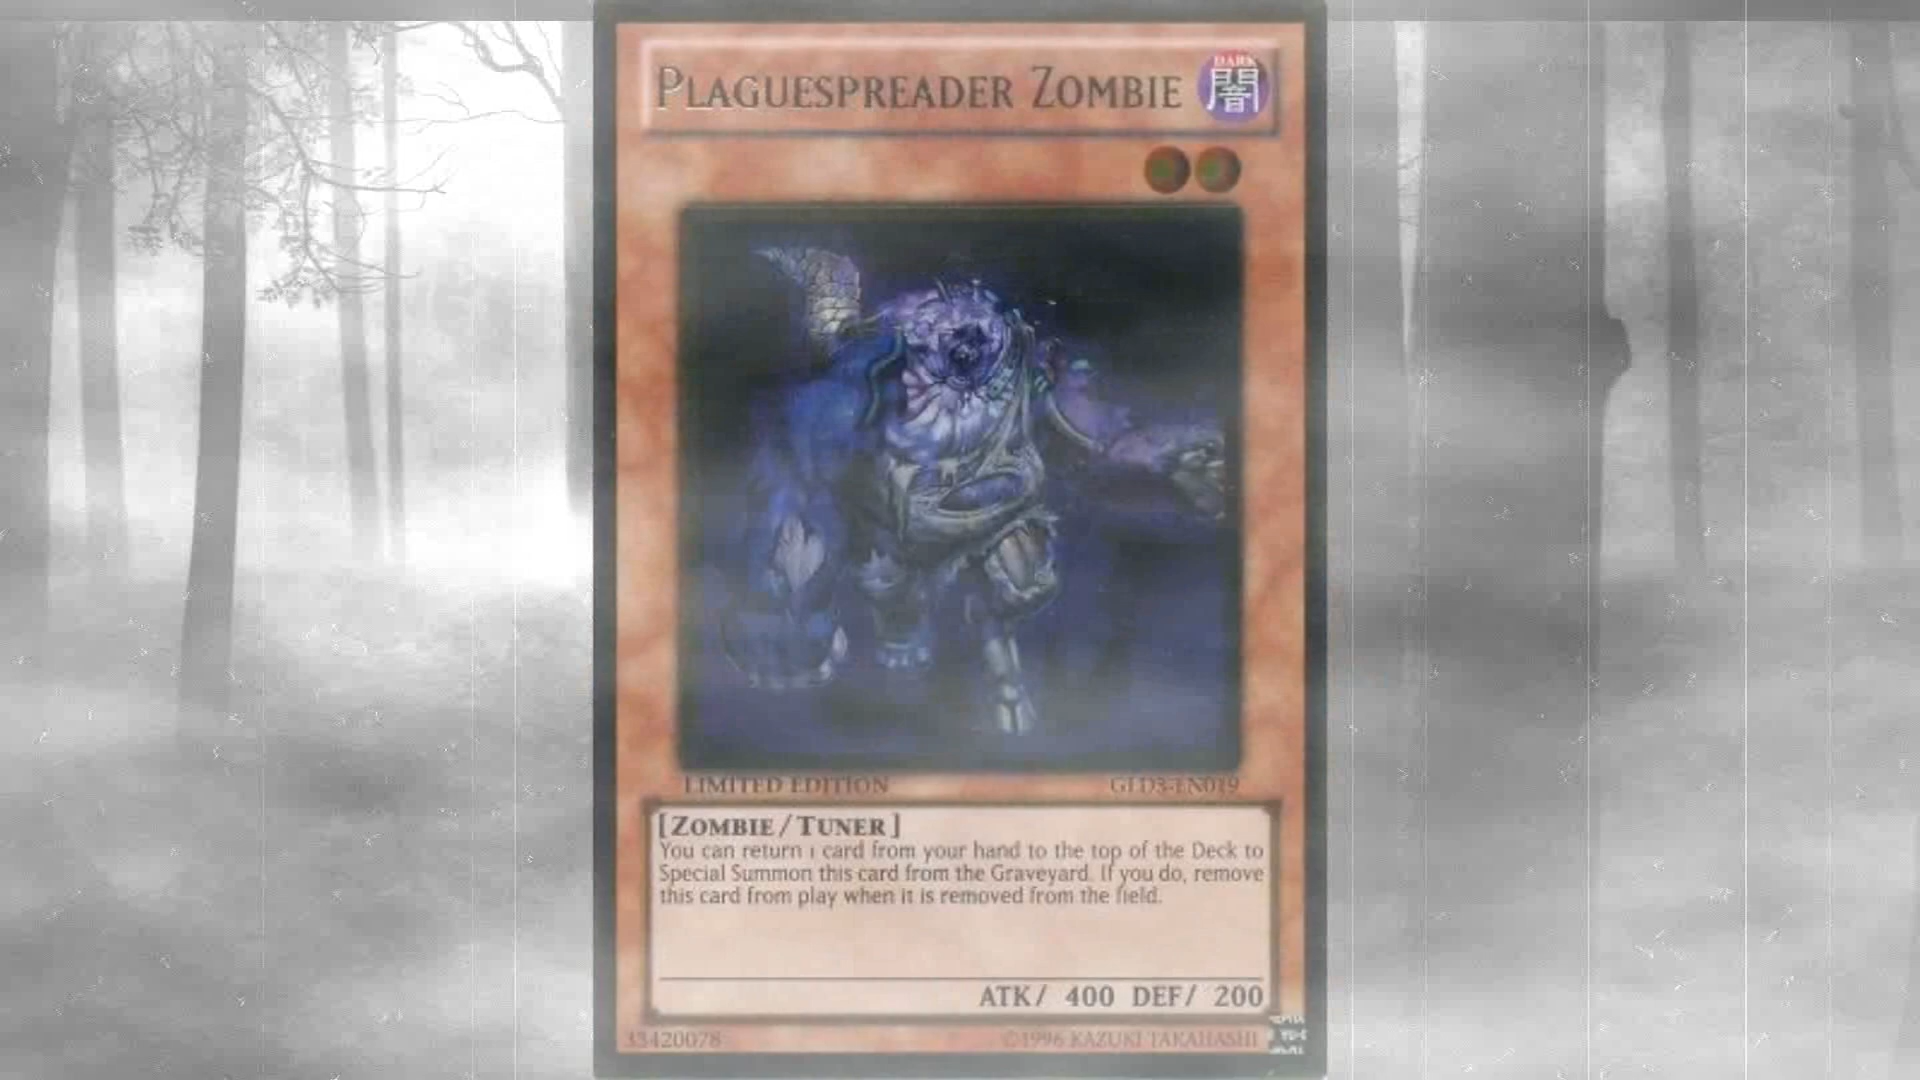 PLAGUESPREADER ZOMBIE
DARK
闇
LIMITED EDITION
GLD3-EN019
[ZOMBIE/TUNER]
You can return 1 card from your hand to the top of the Deck to
Special Summon this card from the Graveyard. If you do, remove
this card from play when it is removed from the field.
ATK/ 400 DEF/ 200
33420078
©1996 KAZUKI TAKAHASHI